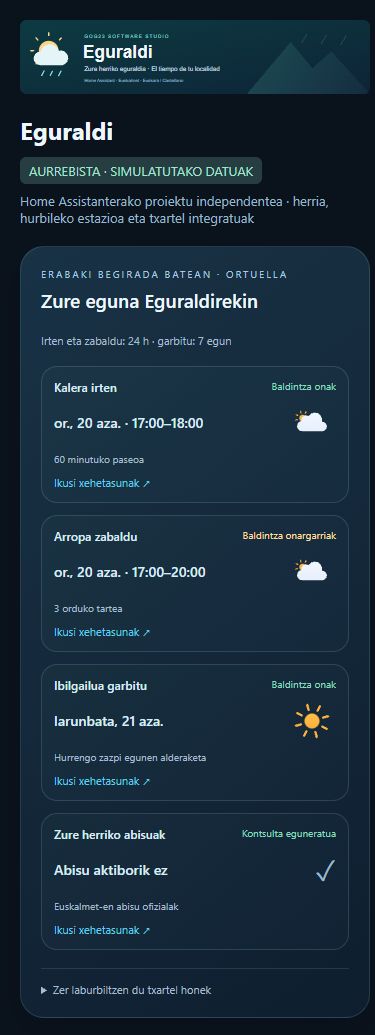 GOG23 SOFTWARE STUDIO
Eguraldi
Zure herriko eguraldia · El tiempo de tu localidad
Home Assistant · Euskalmet · Euskara / Castellano
Eguraldi
AURREBISTA · SIMULATUTAKO DATUAK
Home Assistanterako proiektu independentea · herria,
hurbileko estazioa eta txartel integratuak
ERABAKI BEGIRADA BATEAN · ORTUELLA
Zure eguna Eguraldirekin
Irten eta zabaldu: 24 h · garbitu: 7 egun
Kalera irten
Baldintza onak
or., 20 aza. · 17:00–18:00
60 minutuko paseoa
Ikusi xehetasunak ↗
Arropa zabaldu
Baldintza onargarriak
or., 20 aza. · 17:00–20:00
3 orduko tartea
Ikusi xehetasunak ↗
Ibilgailua garbitu
Baldintza onak
larunbata, 21 aza.
Hurrengo zazpi egunen alderaketa
Ikusi xehetasunak ↗
Zure herriko abisuak
Kontsulta eguneratua
Abisu aktiborik ez
Euskalmet-en abisu ofizialak
Ikusi xehetasunak ↗
Zer laburbiltzen du txartel honek